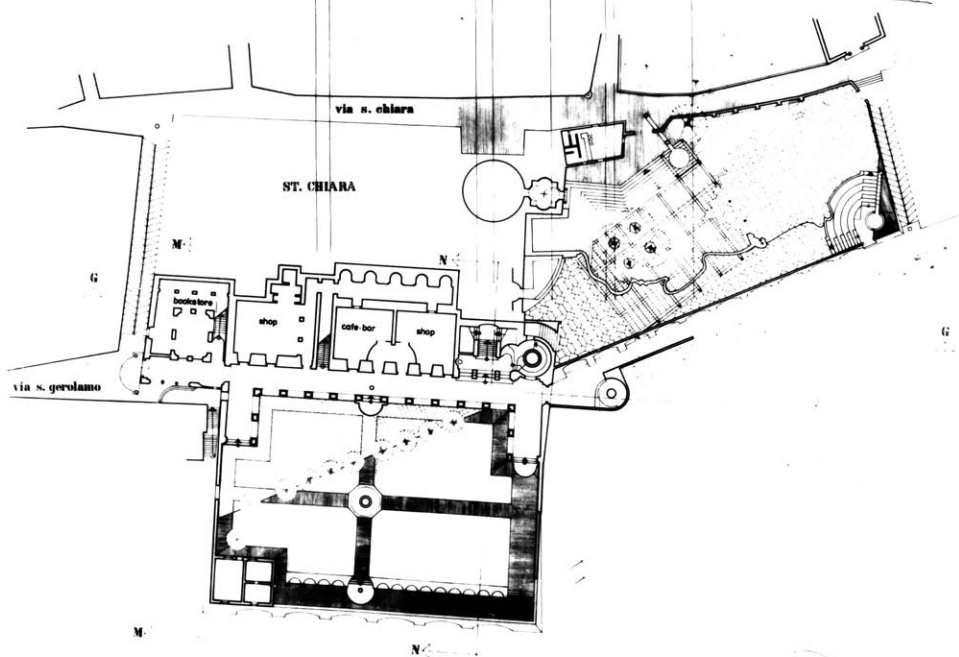 via s. chiara
ST. CHIARA
M
N
G
bookstore
shop
cafe-bar
shop
G
via s. gerolamo
M
N